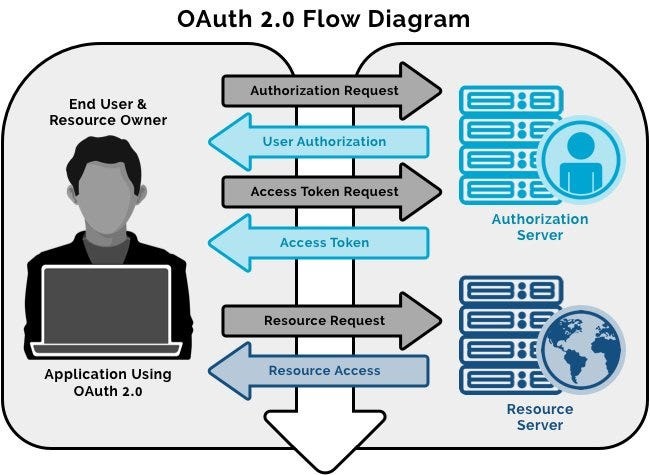 OAuth 2.0 Flow Diagram
End User &
Resource Owner
Application Using
OAuth 2.0
Authorization Request
User Authorization
Access Token Request
Access Token
Resource Request
Resource Access
Authorization
Server
Resource
Server